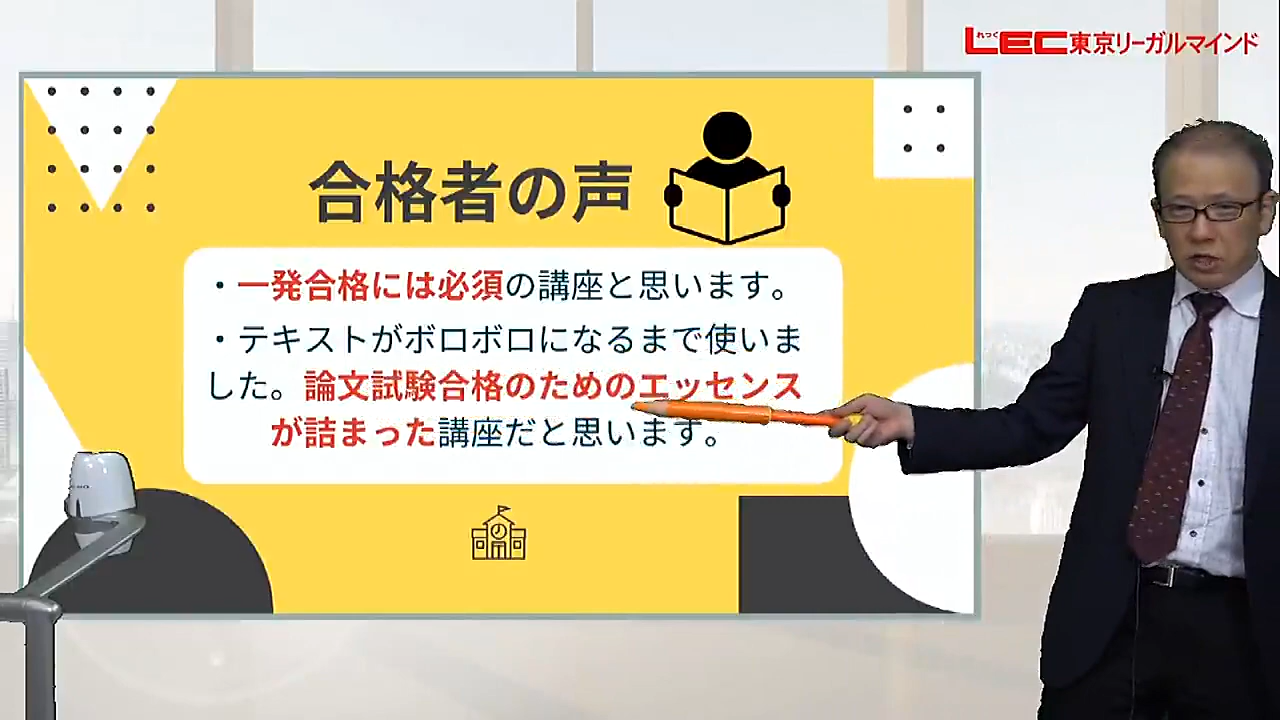 れっく
LEC東京リーガルマインド
合格者の声
・一発合格には必須の講座と思います。
・テキストがボロボロになるまで使いま
した。論文試験合格のためのエッセンス
が詰まった講座だと思います。